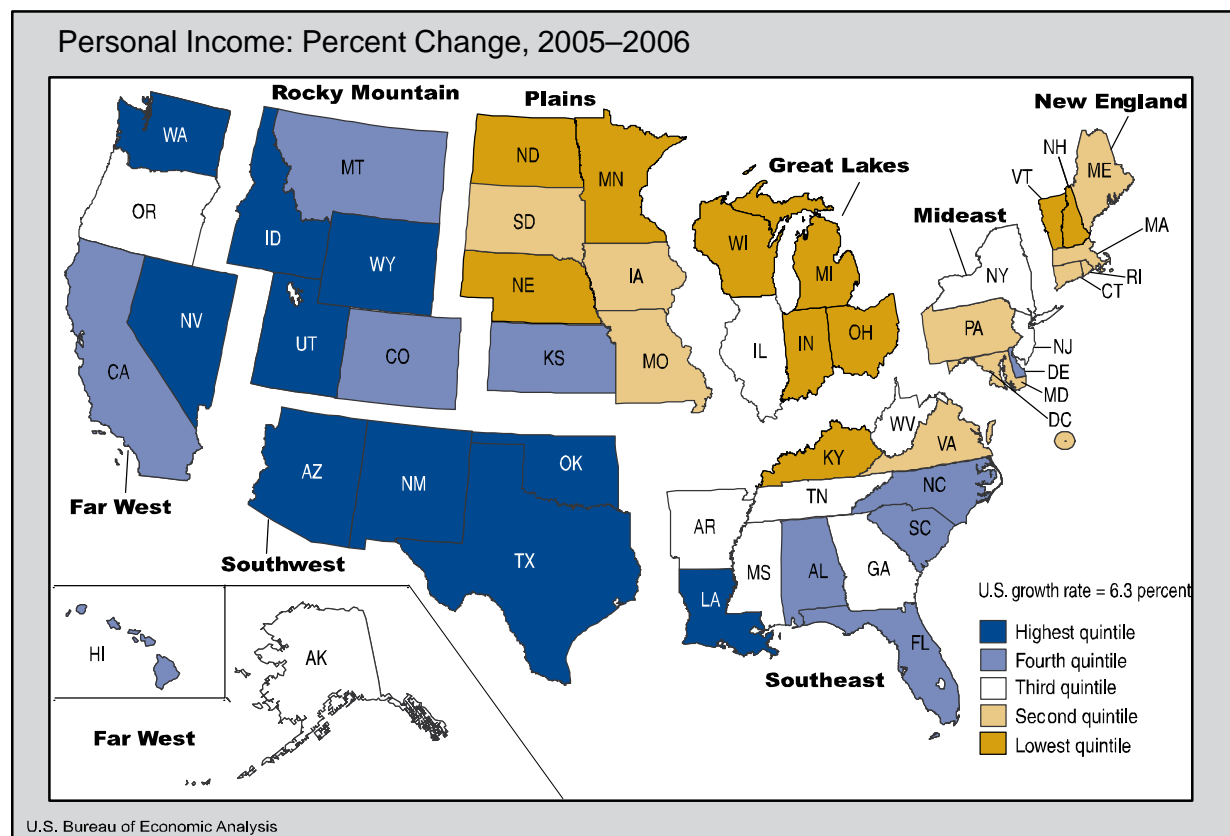 Personal Income: Percent Change, 2005–2006
Rocky Mountain
Plains
New England
Great Lakes
Mideast
WA
OR
CA
NV
ID
MT
WY
UT
CO
ND
SD
NE
KS
MN
IA
MO
WI
MI
IL
IN
OH
NH
VT
ME
MA
RI
CT
NY
PA
NJ
DE
MD
DC
WV
VA
KY
TN
NC
SC
AR
MS
AL
GA
LA
FL
AZ
NM
OK
TX
Far West
Southwest
Southeast
HI
AK
Far West
U.S. growth rate = 6.3 percent
Highest quintile
Fourth quintile
Third quintile
Second quintile
Lowest quintile
U.S. Bureau of Economic Analysis